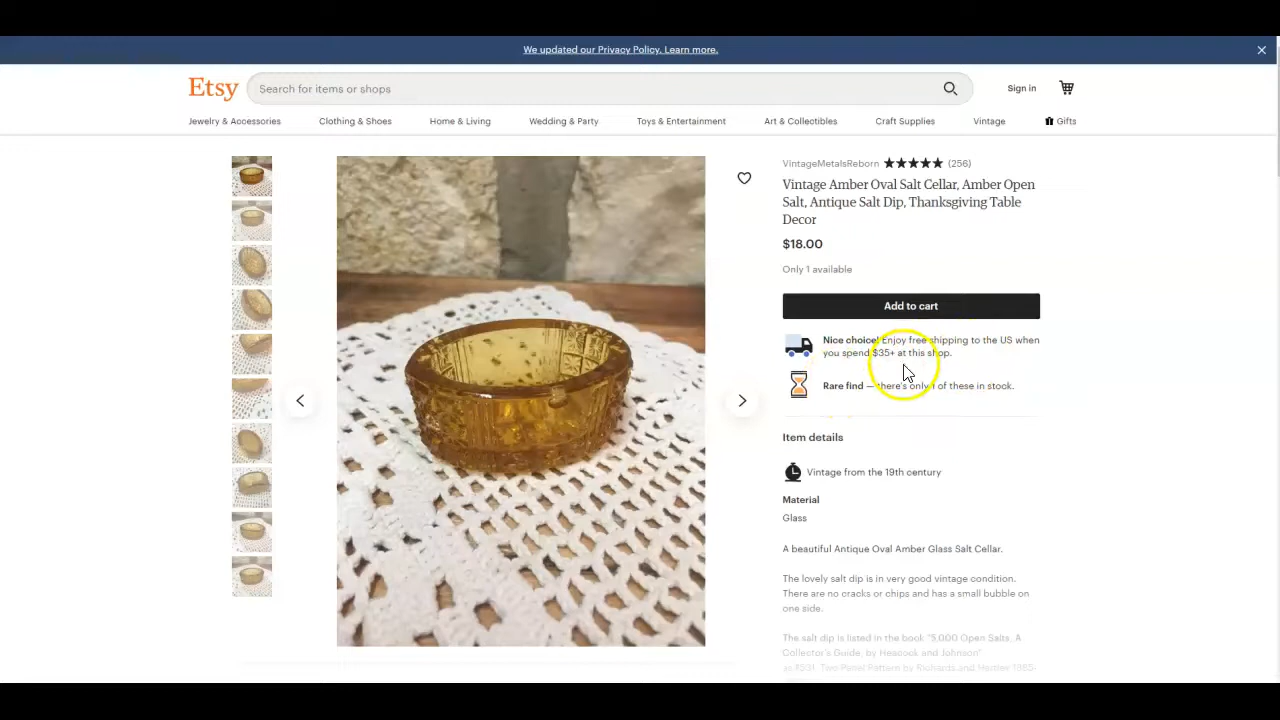 We updated our Privacy Policy. Learn more.
Etsy
Search for items or shops
Sign in
Jewelry & Accessories
Clothing & Shoes
Home & Living
Wedding & Party
Toys & Entertainment
Art & Collectibles
Craft Supplies
Vintage
Gifts
VintageMetalsReborn ★★★★★ (256)
Vintage Amber Oval Salt Cellar, Amber Open
Salt, Antique Salt Dip, Thanksgiving Table
Decor
$18.00
Only 1 available
Add to cart
Nice choice! Enjoy free shipping to the US when
you spend $35+ at this shop.
Rare find — there's only 1 of these in stock.
Item details
Vintage from the 19th century
Material
Glass
A beautiful Antique Oval Amber Glass Salt Cellar.
The lovely salt dip is in very good vintage condition.
There are no cracks or chips and has a small bubble on
one side.
The salt dip is listed in the book "5,000 Open Salts, A
Collector's Guide, by Heacock and Johnson"
Two Panel Pattern by Richards and